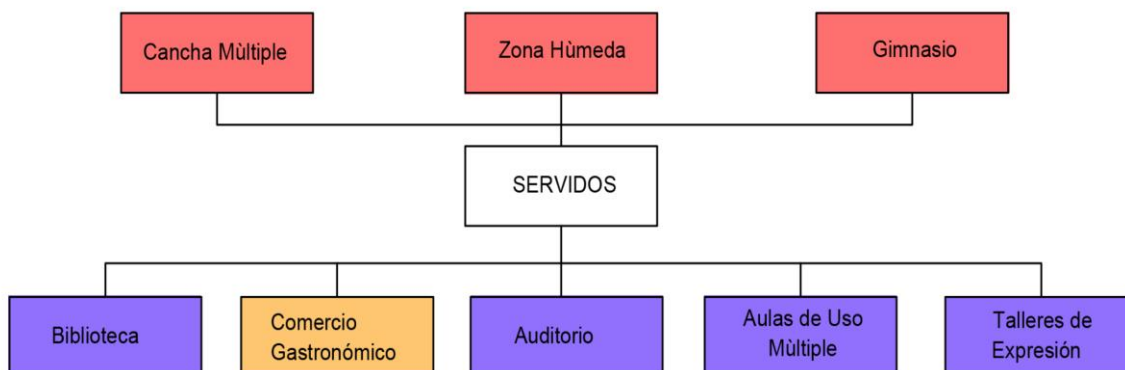 Cancha Mùltiple
Zona Hùmeda
Gimnasio
SERVIDOS
Biblioteca
Comercio
Gastronómico
Auditorio
Aulas de Uso
Mùltiple
Talleres de
Expresión